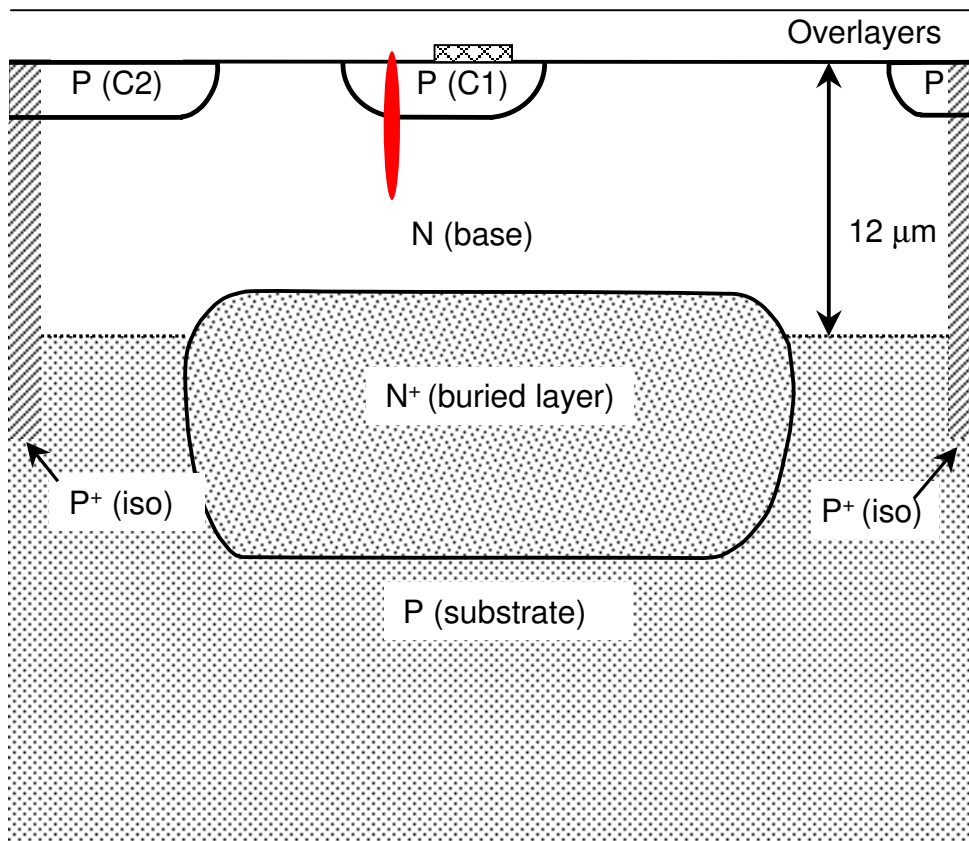 Overlayers
P (C2)
P (C1)
P
N (base)
12 μm
N+ (buried layer)
P+ (iso)
P+ (iso)
P (substrate)